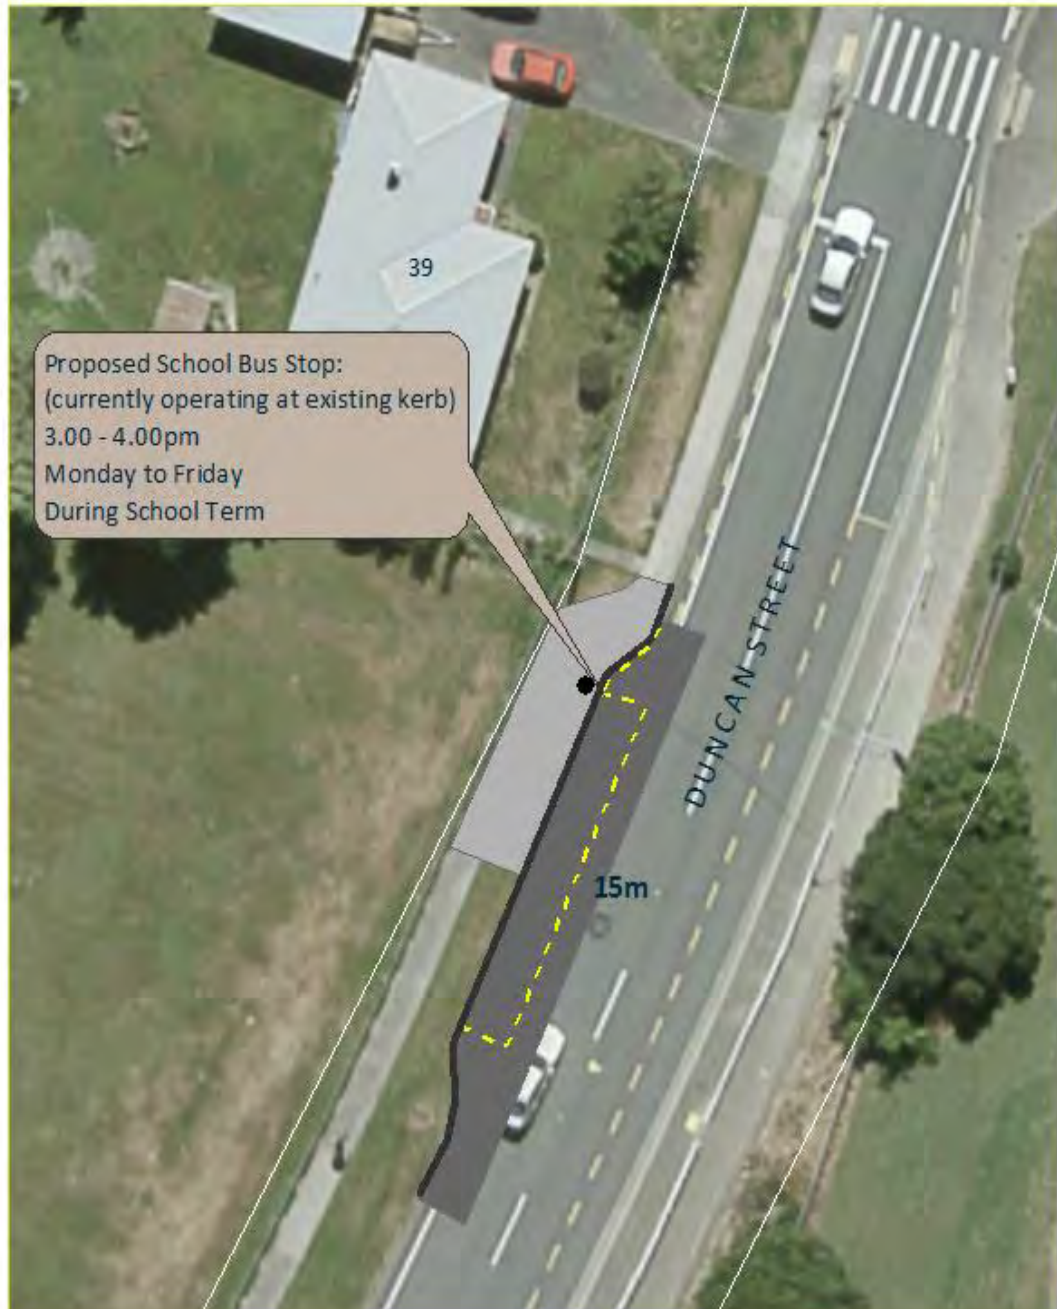 39
Proposed School Bus Stop:
(currently operating at existing kerb)
3.00 - 4.00pm
Monday to Friday
During School Term
DUNCAN STREET
15m